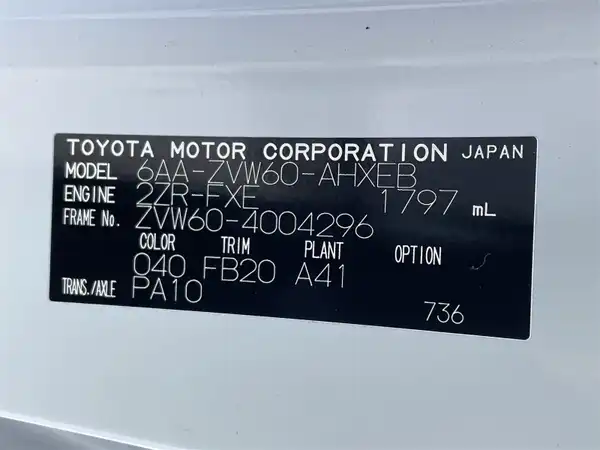 TOYOTA MOTOR CORPORATION JAPAN
MODEL 6AA-ZVW60-AHXEB
ENGINE 2ZR-FXE 1797 mL
FRAME No. ZVW60-4004296
COLOR TRIM PLANT OPTION
040 FB20 A41
TRANS./AXLE PA10
736